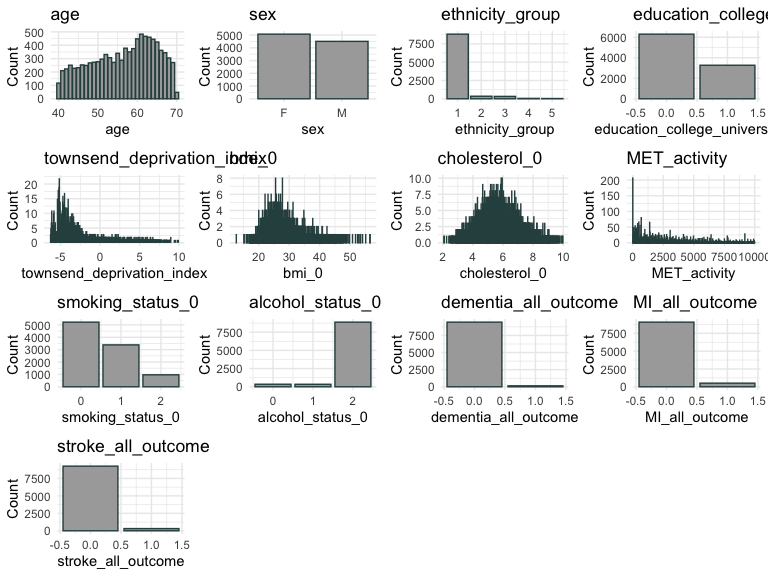 age
Count
500
400
300
200
100
0
40 50 60 70
age
sex
Count
5000
4000
3000
2000
1000
0
F M
sex
ethnicity_group
Count
7500
5000
2500
0
1 2 3 4 5
ethnicity_group
education_college
Count
6000
4000
2000
0
-0.5 0.0 0.5 1.0 1.5
education_college_univers
townsend_deprivation_index
Count
20
15
10
5
0
-5 0 5 10
townsend_deprivation_index
bmi_0
Count
8
6
4
2
0
20 30 40 50
bmi_0
cholesterol_0
Count
10.0
7.5
5.0
2.5
0.0
2 4 6 8 10
cholesterol_0
MET_activity
Count
200
150
100
50
0
0 2500 5000 7500 10000
MET_activity
smoking_status_0
Count
5000
4000
3000
2000
1000
0
0 1 2
smoking_status_0
alcohol_status_0
Count
7500
5000
2500
0
0 1 2
alcohol_status_0
dementia_all_outcome
Count
7500
5000
2500
0
-0.5 0.0 0.5 1.0 1.5
dementia_all_outcome
MI_all_outcome
Count
7500
5000
2500
0
-0.5 0.0 0.5 1.0 1.5
MI_all_outcome
stroke_all_outcome
Count
7500
5000
2500
0
-0.5 0.0 0.5 1.0 1.5
stroke_all_outcome